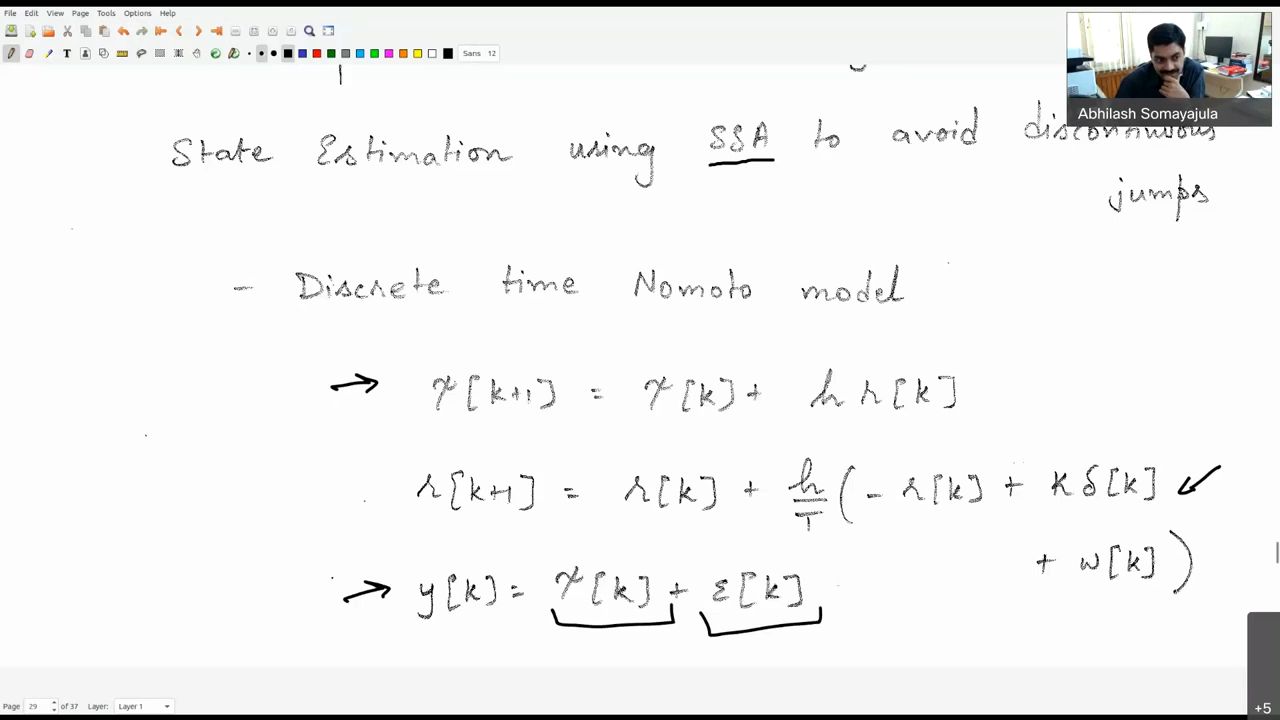 File Edit View Page Tools Options Help
Sans 12
Abhilash Somayajula
State Estimation using SSA to avoid discontinuous
jumps
- Discrete time Nomoto model
→ ψ[k+1] = ψ[k] + h r[k]
r[k+1] = r[k] + h/T (- r[k] + K δ[k]
+ w[k])
→ y[k] = ψ[k] + ε[k]
Page 29 of 37 Layer: Layer 1
+5